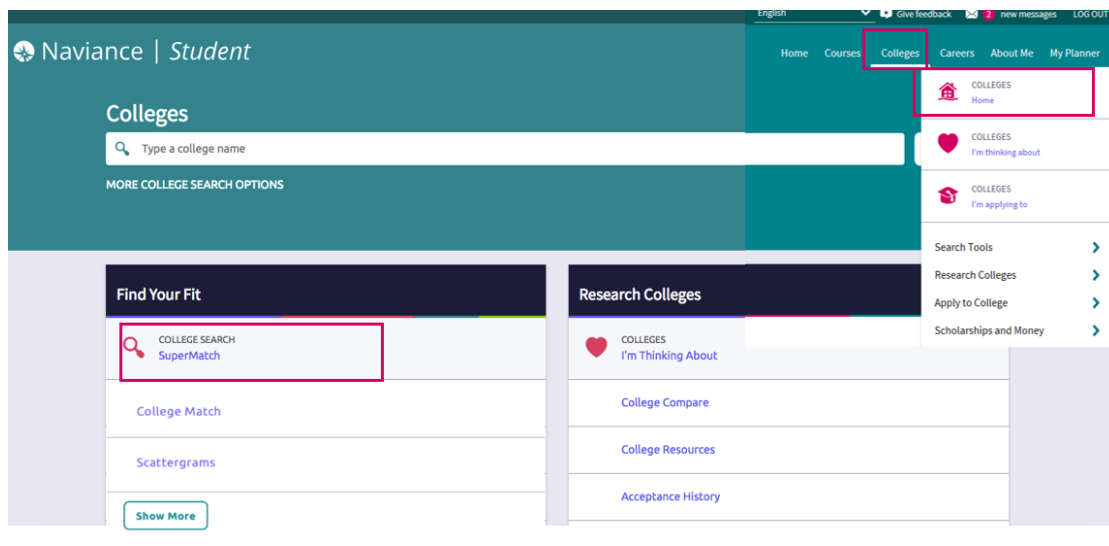 English
Give feedback
2 new messages
LOG OUT
Naviance | Student
Home
Courses
Colleges
Careers
About Me
My Planner
COLLEGES
Home
COLLEGES
I'm thinking about
COLLEGES
I'm applying to
Search Tools
Research Colleges
Apply to College
Scholarships and Money
Colleges
Type a college name
MORE COLLEGE SEARCH OPTIONS
Find Your Fit
COLLEGE SEARCH
SuperMatch
College Match
Scattergrams
Show More
Research Colleges
COLLEGES
I'm Thinking About
College Compare
College Resources
Acceptance History